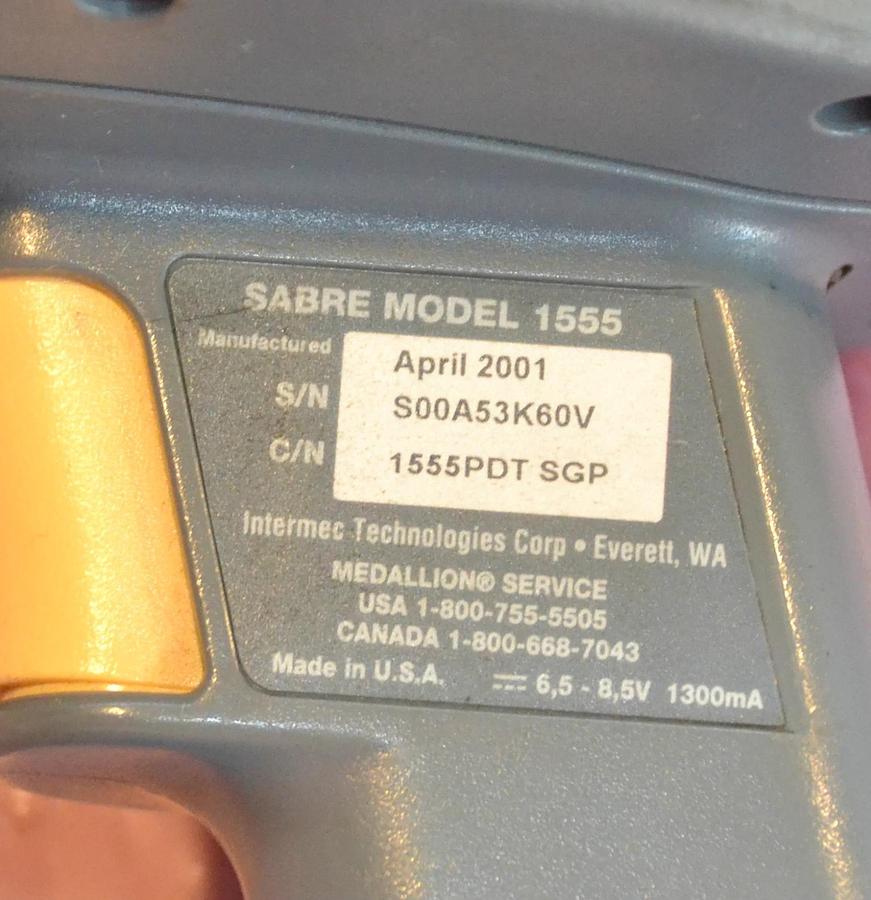 SABRE MODEL 1555
Manufactured April 2001
S/N S00A53K60V
C/N 1555PDT SGP
Intermec Technologies Corp • Everett, WA
MEDALLION® SERVICE
USA 1-800-755-5505
CANADA 1-800-668-7043
Made in U.S.A. ⎓ 6,5 - 8,5V 1300mA